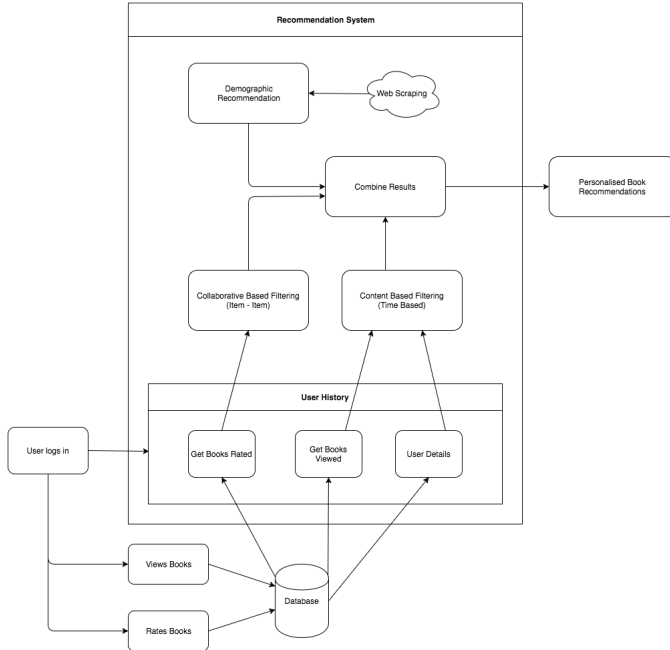 Recommendation System
Demographic
Recommendation
Web Scraping
Combine Results
Personalised Book
Recommendations
Collaborative Based Filtering
(Item - Item)
Content Based Filtering
(Time Based)
User History
User logs in
Get Books Rated
Get Books
Viewed
User Details
Views Books
Database
Rates Books